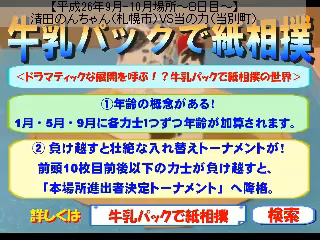 【平成26年9月-10月場所〜8日目〜】
濱田のんちゃん(札幌市)VS当の力(当別町)
牛乳パックで紙相撲
<ドラマティックな展開を呼ぶ！？牛乳パックで紙相撲の世界>
①年齢の概念がある!
1月・5月・9月に各力士1つずつ年齢が加算されます。
② 負け越すと壮絶な入れ替えトーナメントが!
前頭10枚目前後以下の力士が負け越すと、
「本場所進出者決定トーナメント」へ降格。
詳しくは 牛乳パックで紙相撲 検索